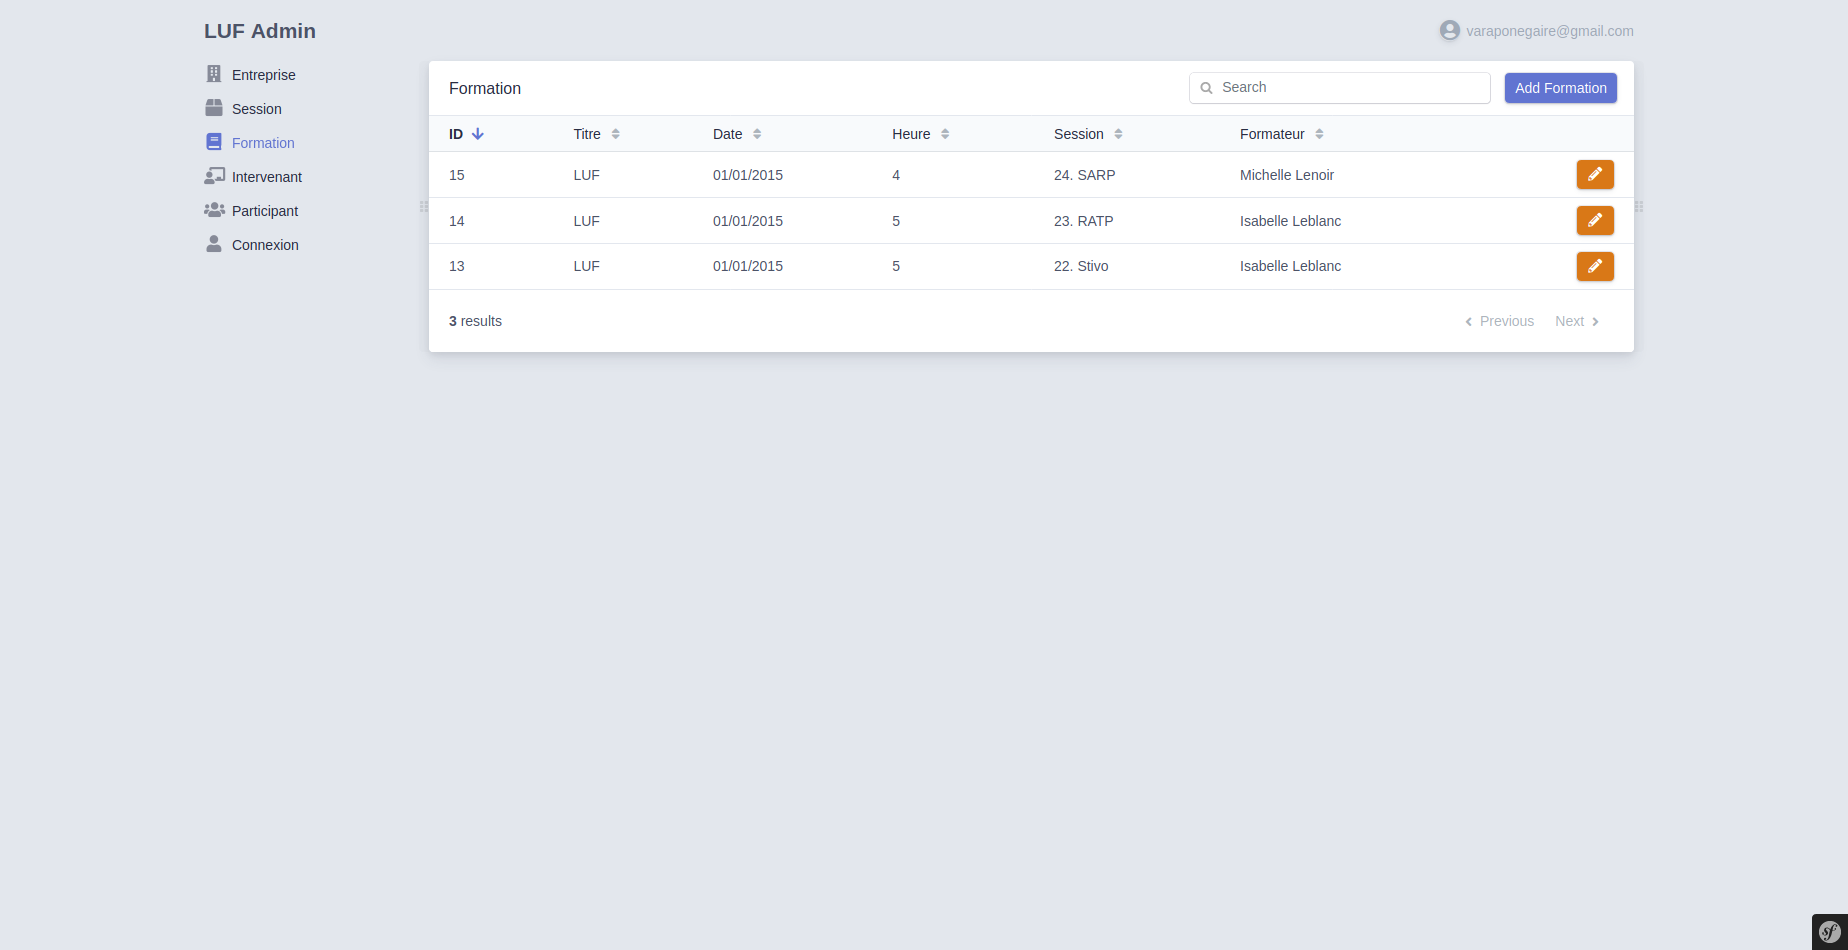 LUF Admin
varaponegaire@gmail.com
Entreprise
Session
Formation
Intervenant
Participant
Connexion
Formation
Search
Add Formation
ID Titre Date Heure Session Formateur
15 LUF 01/01/2015 4 24. SARP Michelle Lenoir
14 LUF 01/01/2015 5 23. RATP Isabelle Leblanc
13 LUF 01/01/2015 5 22. Stivo Isabelle Leblanc
3 results
Previous Next
sf